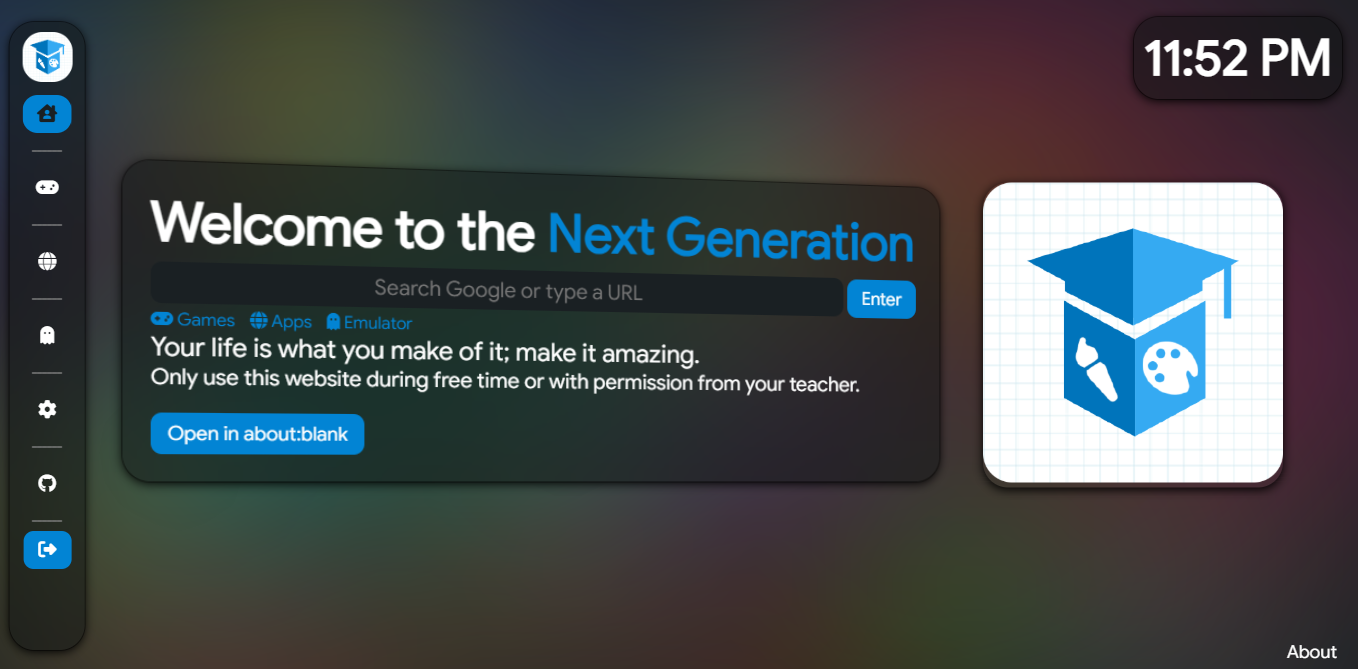 11:52 PM
Welcome to the Next Generation
Search Google or type a URL
Enter
Games Apps Emulator
Your life is what you make of it; make it amazing.
Only use this website during free time or with permission from your teacher.
Open in about:blank
About